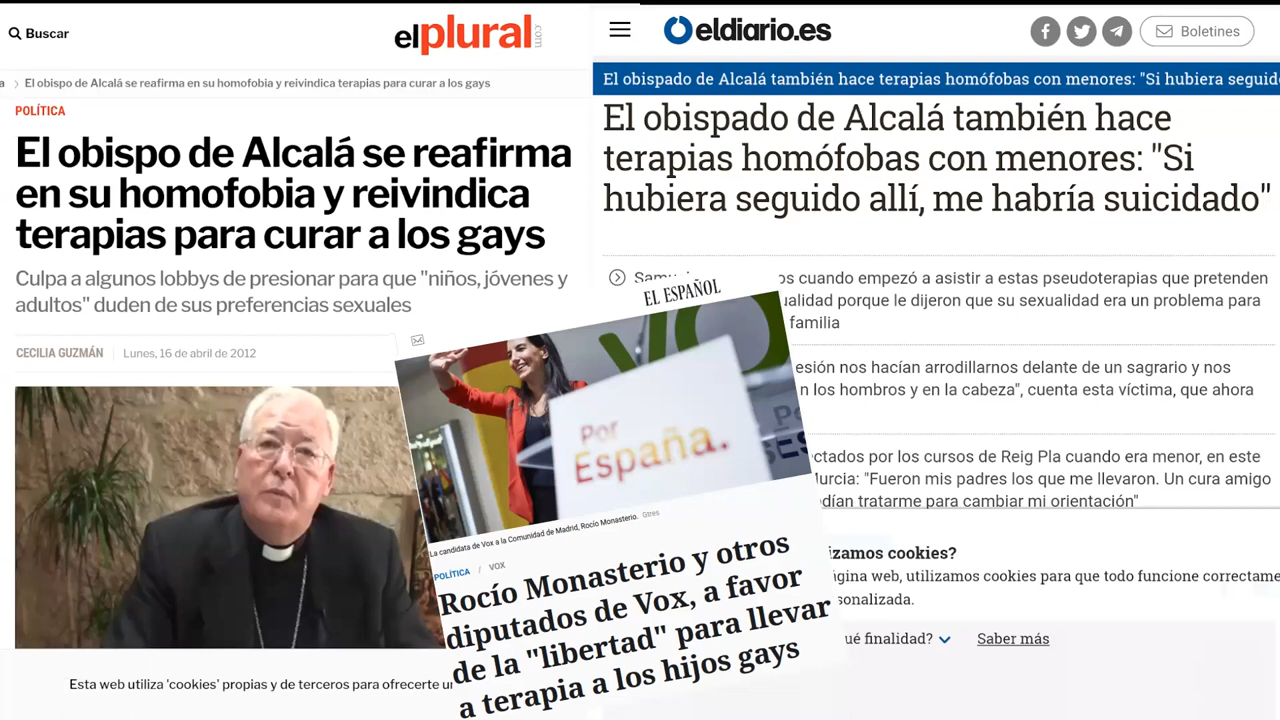 Buscar
elplural.com
El obispo de Alcalá se reafirma en su homofobia y reivindica terapias para curar a los gays
POLÍTICA
El obispo de Alcalá se reafirma
en su homofobia y reivindica
terapias para curar a los gays
Culpa a algunos lobbys de presionar para que "niños, jóvenes y
adultos" duden de sus preferencias sexuales
CECILIA GUZMÁN Lunes, 16 de abril de 2012
Esta web utiliza 'cookies' propias y de terceros para ofrecerte
eldiario.es
Boletines
El obispado de Alcalá también hace terapias homófobas con menores: "Si hubiera
El obispado de Alcalá también hace
terapias homófobas con menores: "Si
hubiera seguido allí, me habría suicidado"
os cuando empezó a asistir a estas pseudoterapias que pretenden
ualidad porque le dijeron que su sexualidad era un problema para
familia
esión nos hacían arrodillarnos delante de un sagrario y nos
n los hombros y en la cabeza", cuenta esta víctima, que ahora
ctados por los cursos de Reig Pla cuando era menor, en este
Murcia: "Fueron mis padres los que me llevaron. Un cura amigo
dían tratarme para cambiar mi orientación"
izamos cookies?
ágina web, utilizamos cookies para que todo funcione correctame
sonalizada.
ué finalidad? Saber más
EL ESPAÑOL
VO
Por
España.
La candidata de Vox a la Comunidad de Madrid, Rocío Monasterio. Gtres
POLÍTICA / VOX
Rocío Monasterio y otros
diputados de Vox, a favor
de la "libertad" para llevar
a terapia a los hijos gays